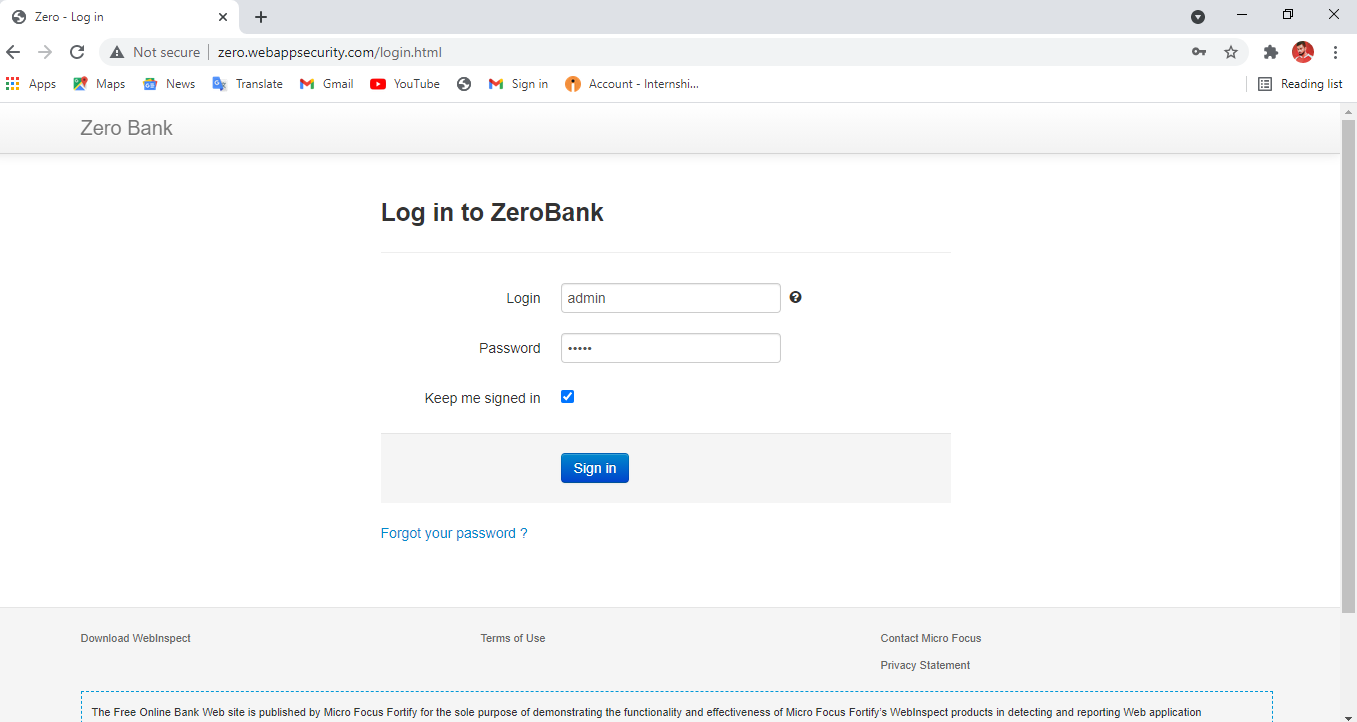 Zero - Log in
Not secure zero.webappsecurity.com/login.html
Apps Maps News Translate Gmail YouTube Sign in Account - Internshi... Reading list
Zero Bank
Log in to ZeroBank
Login admin
Password •••••
Keep me signed in
Sign in
Forgot your password ?
Download WebInspect Terms of Use Contact Micro Focus
Privacy Statement
The Free Online Bank Web site is published by Micro Focus Fortify for the sole purpose of demonstrating the functionality and effectiveness of Micro Focus Fortify's WebInspect products in detecting and reporting Web application